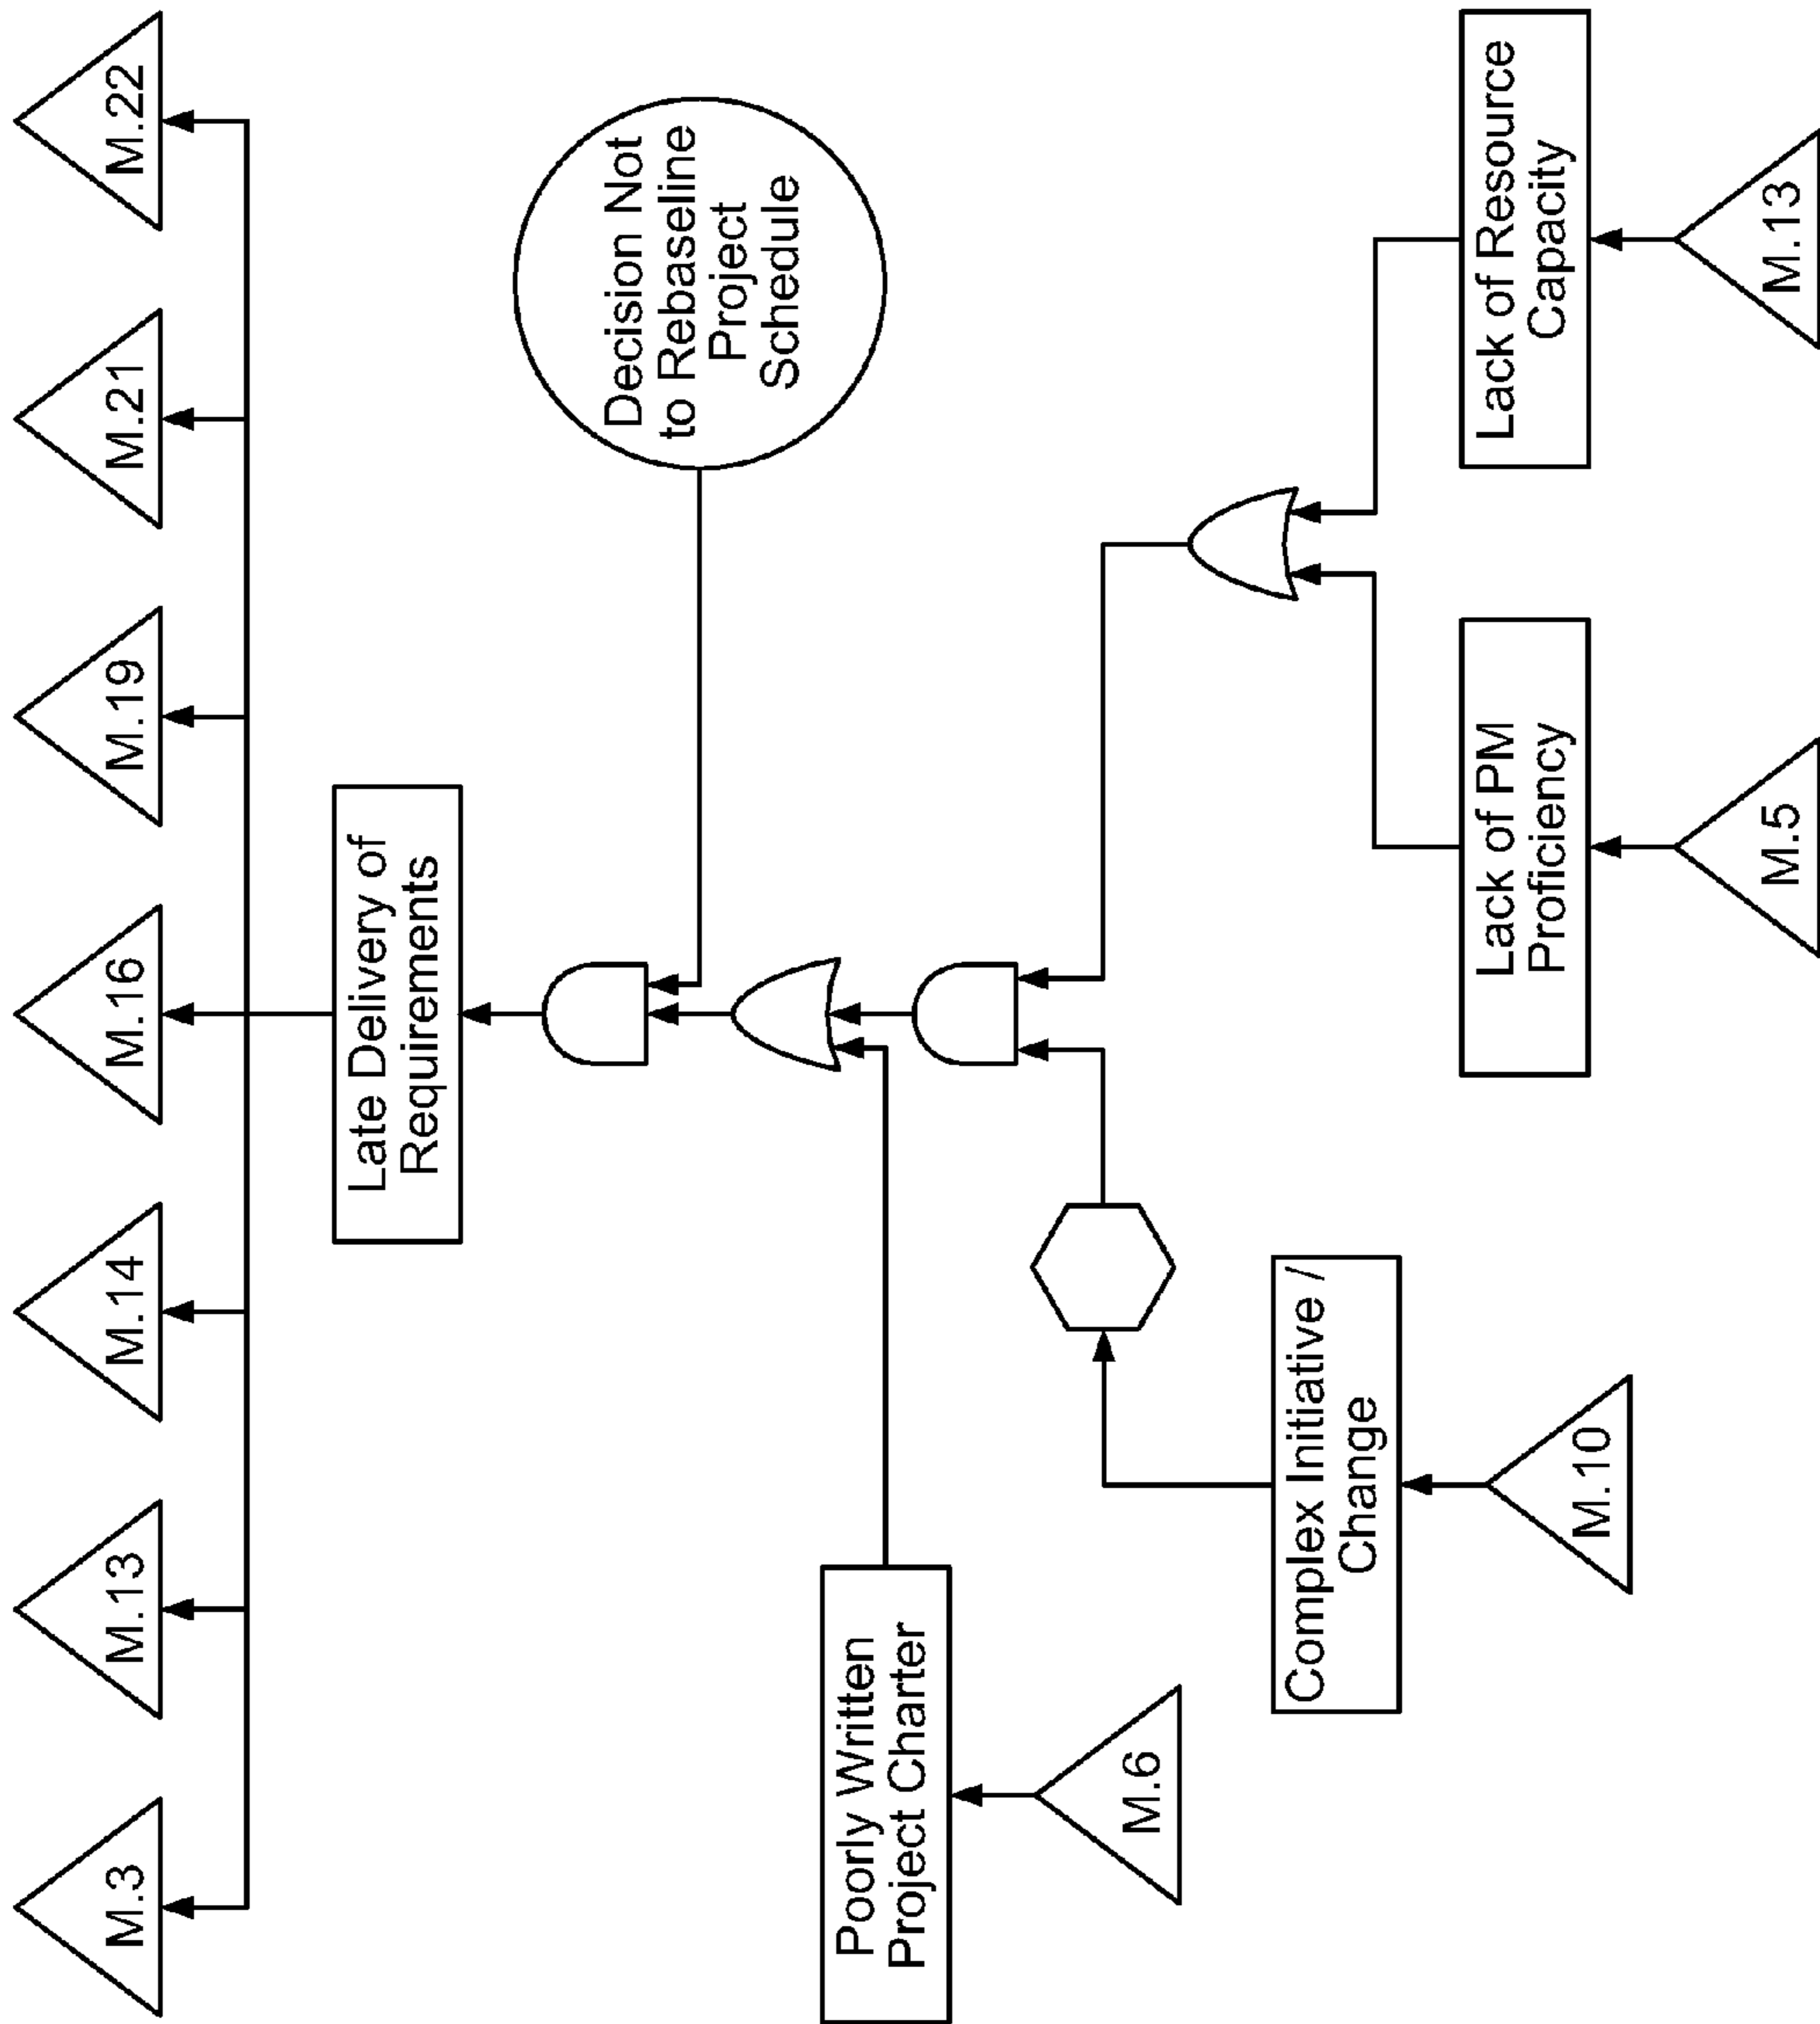 M.3
M.13
M.14
M.16
M.19
M.21
M.22
Late Delivery of
Requirements
Decision Not
to Rebaseline
Project
Schedule
Poorly Written
Project Charter
M.6
Complex Initiative /
Change
M.10
Lack of PM
Proficiency
M.5
Lack of Resource
Capacity
M.13